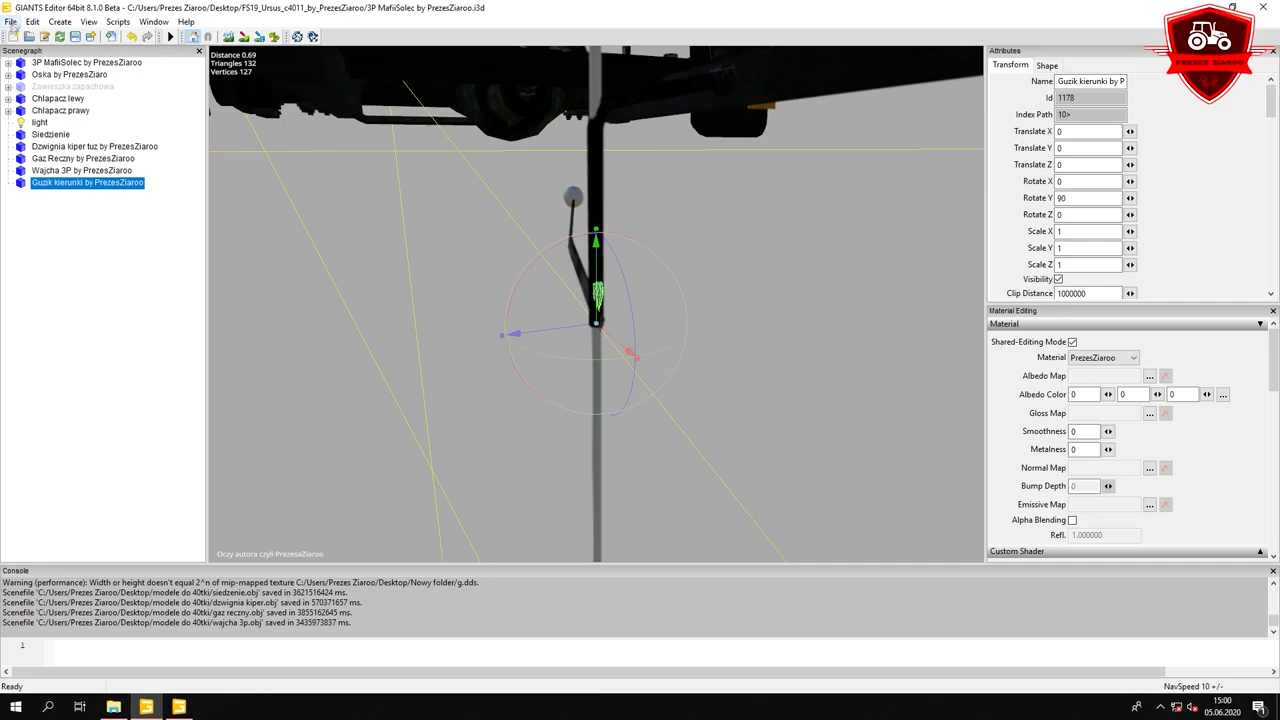 GIANTS Editor 64bit 8.1.0 Beta - C:/Users/Prezes Ziaroo/Desktop/FS19_Ursus_c4011_by_PrezesZiaroo/3P MafiiSolec by PrezesZiaroo.i3d
File Edit Create View Scripts Window Help
Scenegraph
3P MafiiSolec by PrezesZiaroo
Oska by PrezesZiaro
Zawieszka zapachowa
Chlapacz lewy
Chlapacz prawy
light
Siedzienie
Dzwignia kiper tuz by PrezesZiaroo
Gaz Reczny by PrezesZiaroo
Wajcha 3P by PrezesZiaroo
Guzik kierunki by PrezesZiaroo
Distance 0.69
Triangles 132
Vertices 127
Oczy autora czyli PrezesaZiaroo
Attributes
Transform Shape
Name Guzik kierunki by P
Id 1178
Index Path 10>
Translate X 0
Translate Y 0
Translate Z 0
Rotate X 0
Rotate Y 90
Rotate Z 0
Scale X 1
Scale Y 1
Scale Z 1
Visibility
Clip Distance 1000000
Material Editing
Material
Shared-Editing Mode
Material PrezesZiaroo
Albedo Map ...
Albedo Color 0 0 0 ...
Gloss Map ...
Smoothness 0
Metalness 0
Normal Map ...
Bump Depth 0
Emissive Map ...
Alpha Blending
Refl. 1.000000
Custom Shader
PREZES ZIAROO
Console
Warning (performance): Width or height doesn't equal 2^n of mip-mapped texture C:/Users/Prezes Ziaroo/Desktop/Nowy folder/g.dds.
Scenefile 'C:/Users/Prezes Ziaroo/Desktop/modele do 40tki/siedzenie.obj' saved in 3621516424 ms.
Scenefile 'C:/Users/Prezes Ziaroo/Desktop/modele do 40tki/dzwignia kiper.obj' saved in 570371657 ms.
Scenefile 'C:/Users/Prezes Ziaroo/Desktop/modele do 40tki/gaz reczny.obj' saved in 3855162645 ms.
Scenefile 'C:/Users/Prezes Ziaroo/Desktop/modele do 40tki/wajcha 3p.obj' saved in 3435973837 ms.
1
Ready
NavSpeed 10 +/-
15:00
05.06.2020